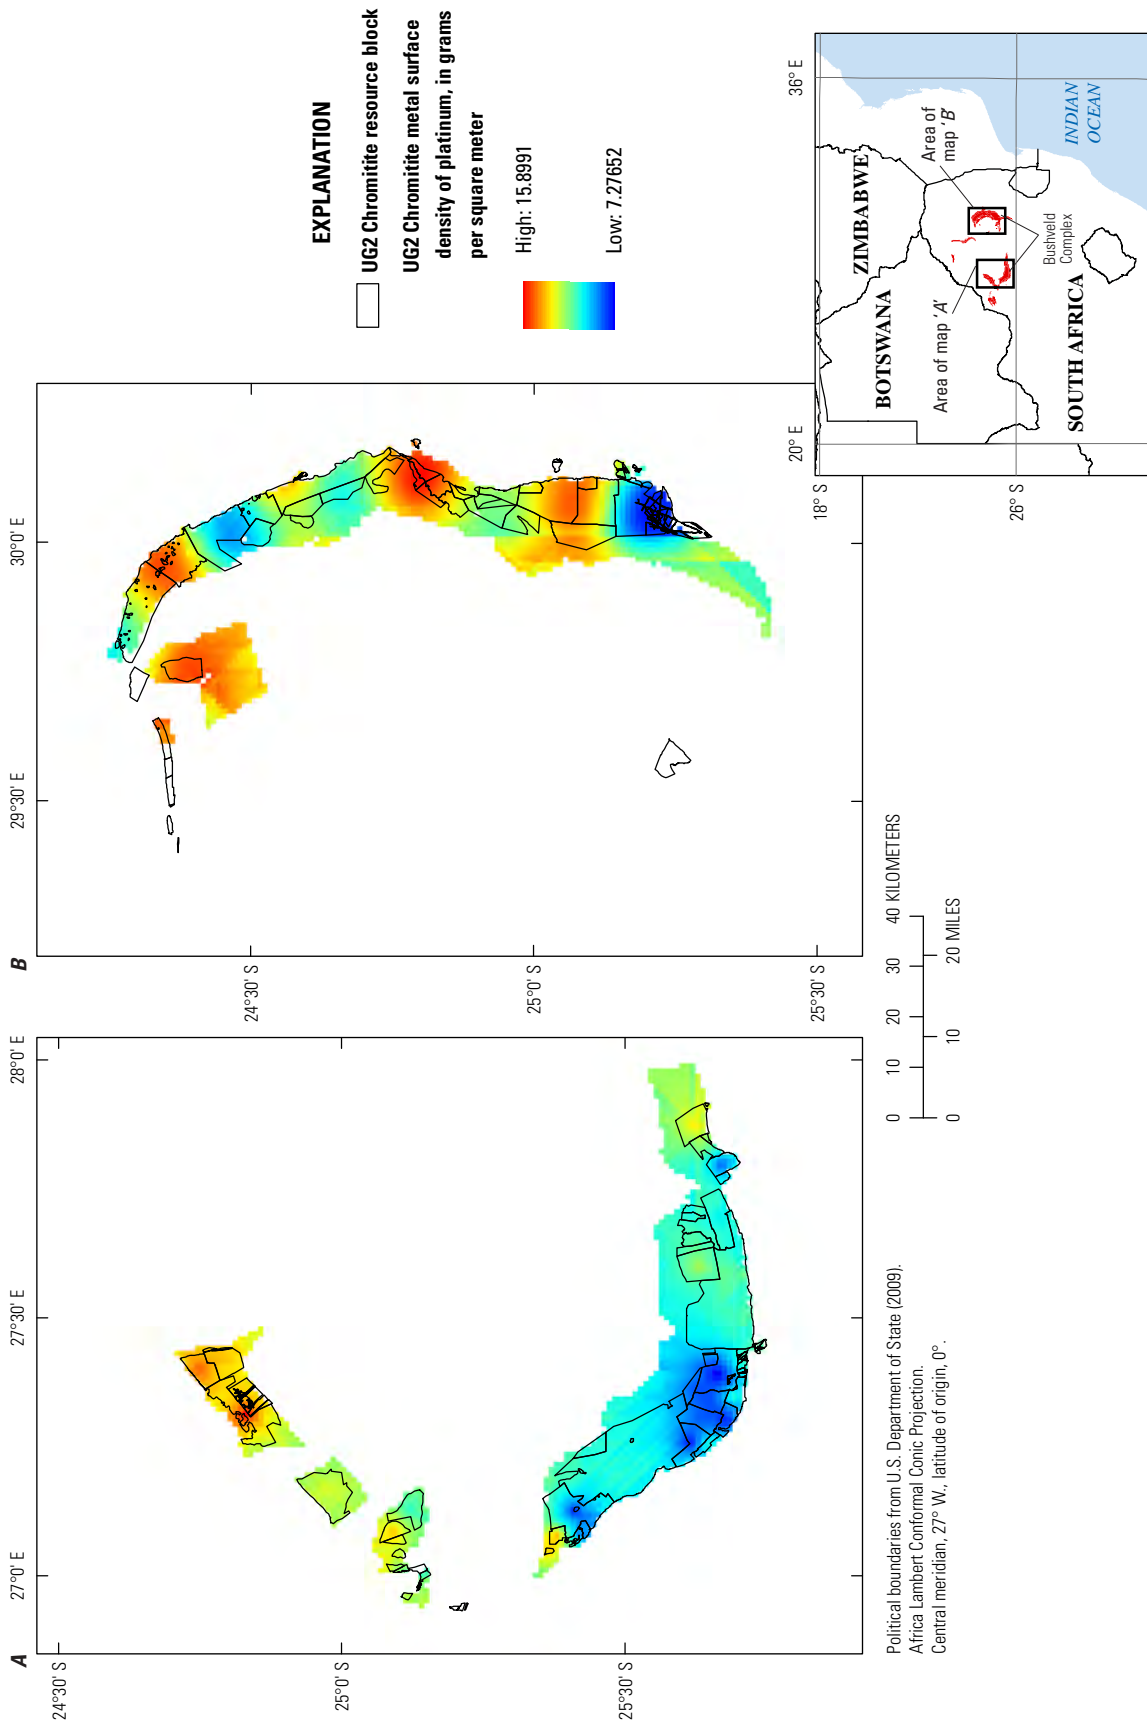 A
27°0' E
27°30' E
28°0' E
24°30' S
25°0' S
25°30' S
B
29°30' E
30°0' E
24°30' S
25°0' S
25°30' S
EXPLANATION
UG2 Chromitite resource block
UG2 Chromitite metal surface
density of platinum, in grams
per square meter
High: 15.8991
Low: 7.27652
Political boundaries from U.S. Department of State (2009).
Africa Lambert Conformal Conic Projection.
Central meridian, 27° W., latitude of origin, 0°.
0 10 20 30 40 KILOMETERS
0 10 20 MILES
20° E
36° E
18° S
26° S
ZIMBABWE
BOTSWANA
Area of map 'A'
Area of
map 'B'
Bushveld
Complex
SOUTH AFRICA
INDIAN
OCEAN